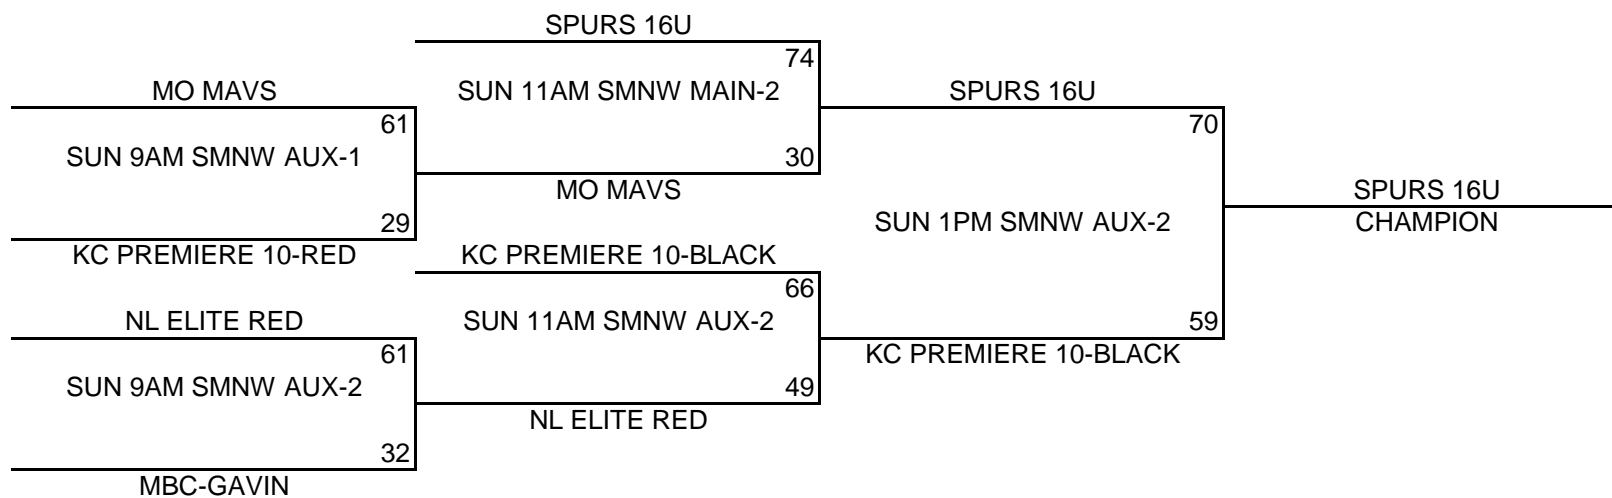 SPURS 16U
74
MO MAVS
SUN 11AM SMNW MAIN-2
SPURS 16U
61
70
SUN 9AM SMNW AUX-1
30
MO MAVS
SPURS 16U
29
SUN 1PM SMNW AUX-2
CHAMPION
KC PREMIERE 10-RED
KC PREMIERE 10-BLACK
66
NL ELITE RED
SUN 11AM SMNW AUX-2
59
61
KC PREMIERE 10-BLACK
SUN 9AM SMNW AUX-2
49
NL ELITE RED
32
MBC-GAVIN